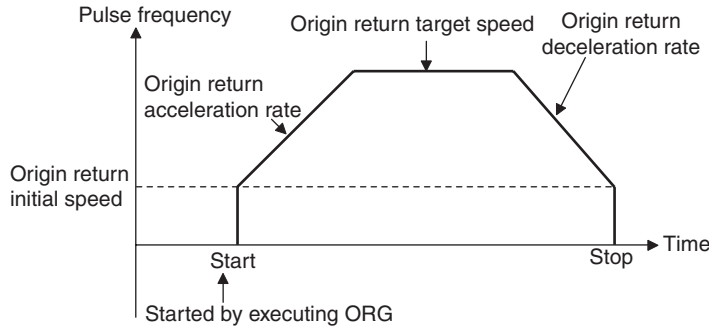 Pulse frequency
Origin return target speed
Origin return
deceleration rate
Origin return
acceleration rate
Origin return
initial speed
Time
Start
Stop
Started by executing ORG